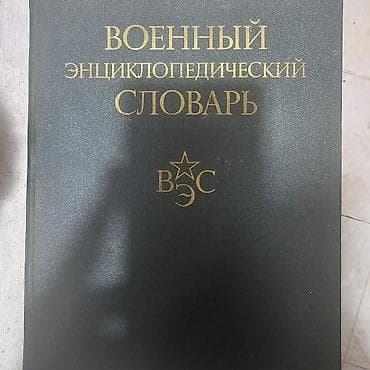 ВОЕННЫЙ
ЭНЦИКЛОПЕДИЧЕСКИЙ
СЛОВАРЬ
ВЭС